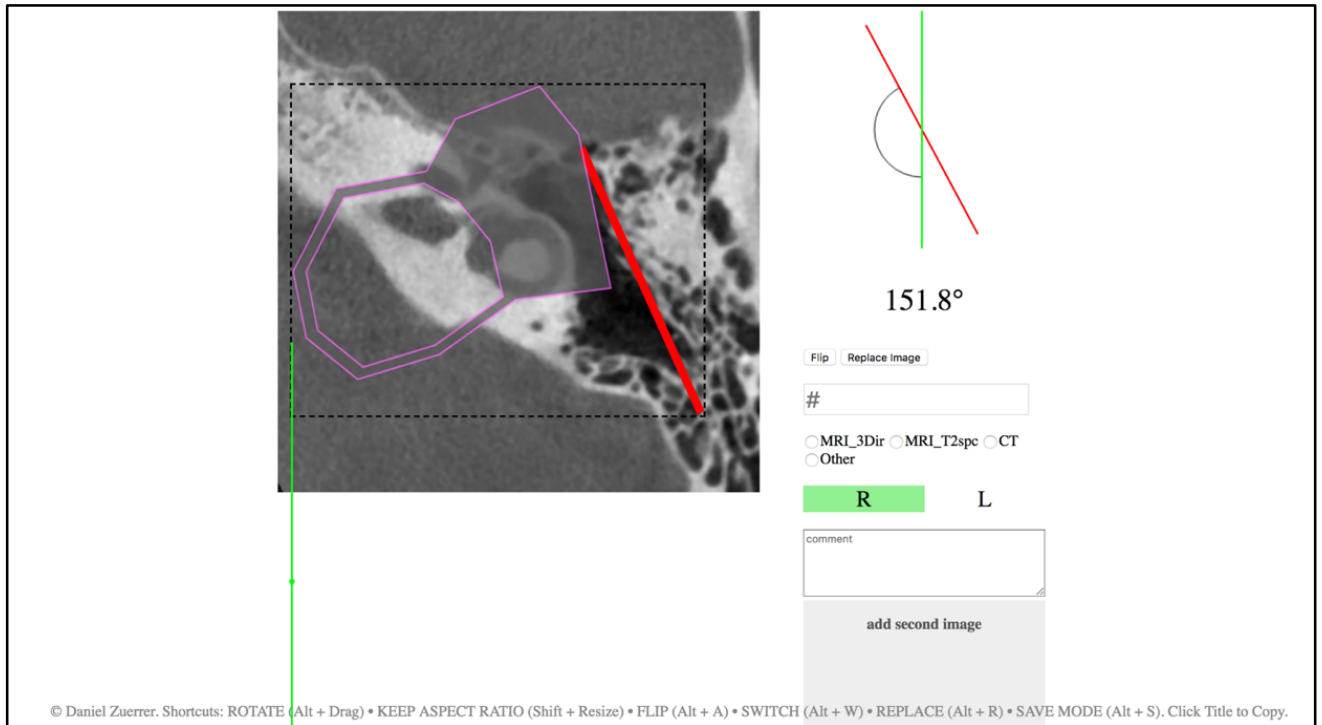 151.8°
Flip Replace Image
#
MRI_3Dir MRI_T2spc CT
Other
R L
comment
add second image
© Daniel Zuerrer. Shortcuts: ROTATE (Alt + Drag) • KEEP ASPECT RATIO (Shift + Resize) • FLIP (Alt + A) • SWITCH (Alt + W) • REPLACE (Alt + R) • SAVE MODE (Alt + S). Click Title to Copy.